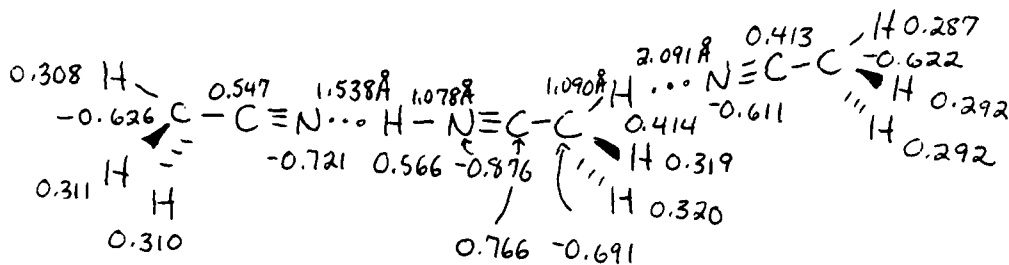 H 0.287
2.091Å 0.413 -0.622
0.308 H 0.547 1.538Å 1.078Å 1.090Å H ··· N≡C–C H 0.292
-0.626 C – C ≡ N ··· H – N ≡ C – C 0.414 -0.611 H 0.292
-0.721 0.566 -0.876 H 0.319
0.311 H H H 0.320
0.310 0.766 -0.691